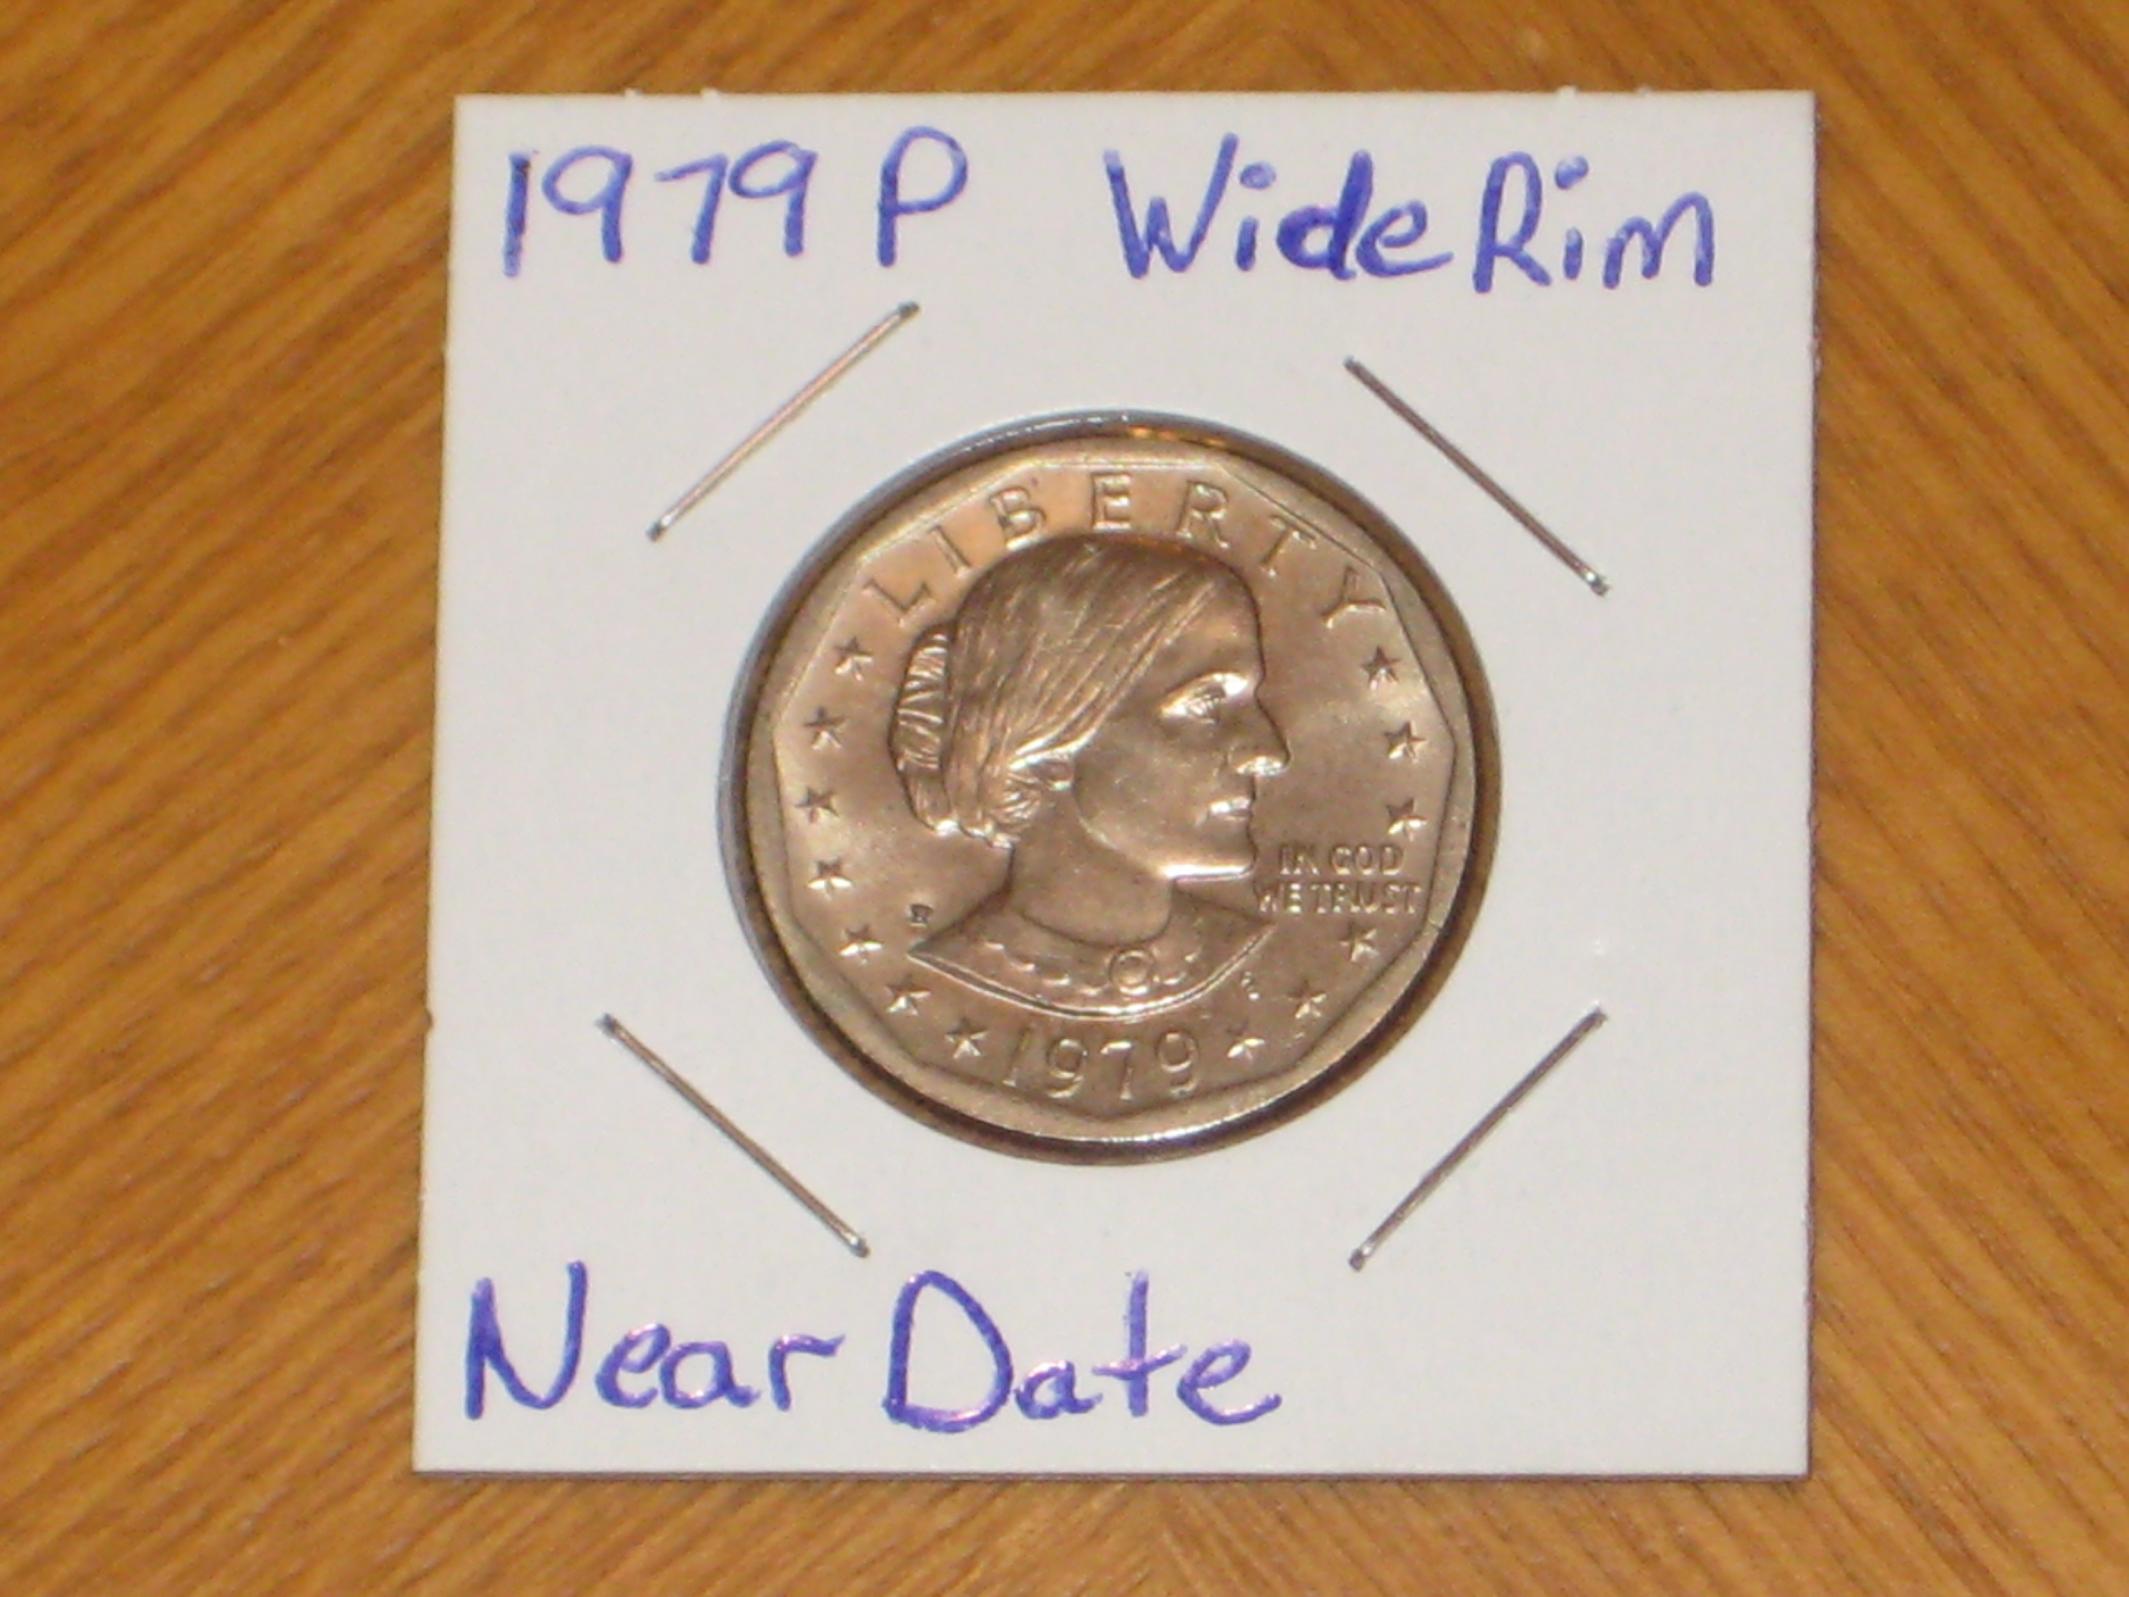 1979 P Wide Rim
LIBERTY
IN GOD
WE TRUST
P
1979
Near Date